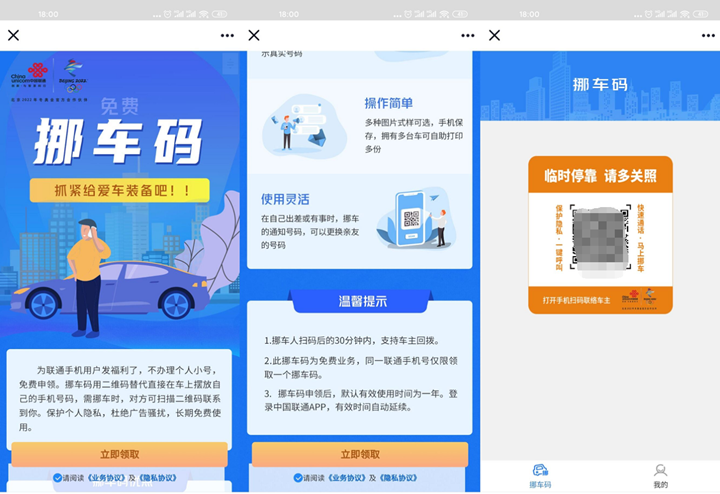 18:00
China
unicom中国联通
BEIJING 2022
免费
挪车码
抓紧给爱车装备吧！！
为联通手机用户发福利了，不办理个人小号，
免费申领。挪车码用二维码替代直接在车上摆放自
己的手机号码，需挪车时，对方可扫描二维码联系
到你。保护个人隐私，杜绝广告骚扰，长期免费使
用。
立即领取
请阅读《业务协议》及《隐私协议》
18:00
示真实号码
操作简单
多种图片式样可选，手机保
存，拥有多台车可自助打印
多份
使用灵活
在自己出差或有事时，挪车
的通知号码，可以更换亲友
的号码
温馨提示
1.挪车人扫码后的30分钟内，支持车主回拨。
2.此挪车码为免费业务，同一联通手机号仅限领
取一个挪车码。
3. 挪车码申领后，默认有效使用时间为一年。登
录中国联通APP，有效时间自动延续。
立即领取
请阅读《业务协议》及《隐私协议》
18:00
挪车码
临时停靠 请多关照
保护隐私·一键呼叫
快速通话·马上挪车
打开手机扫码联络车主
挪车码
我的